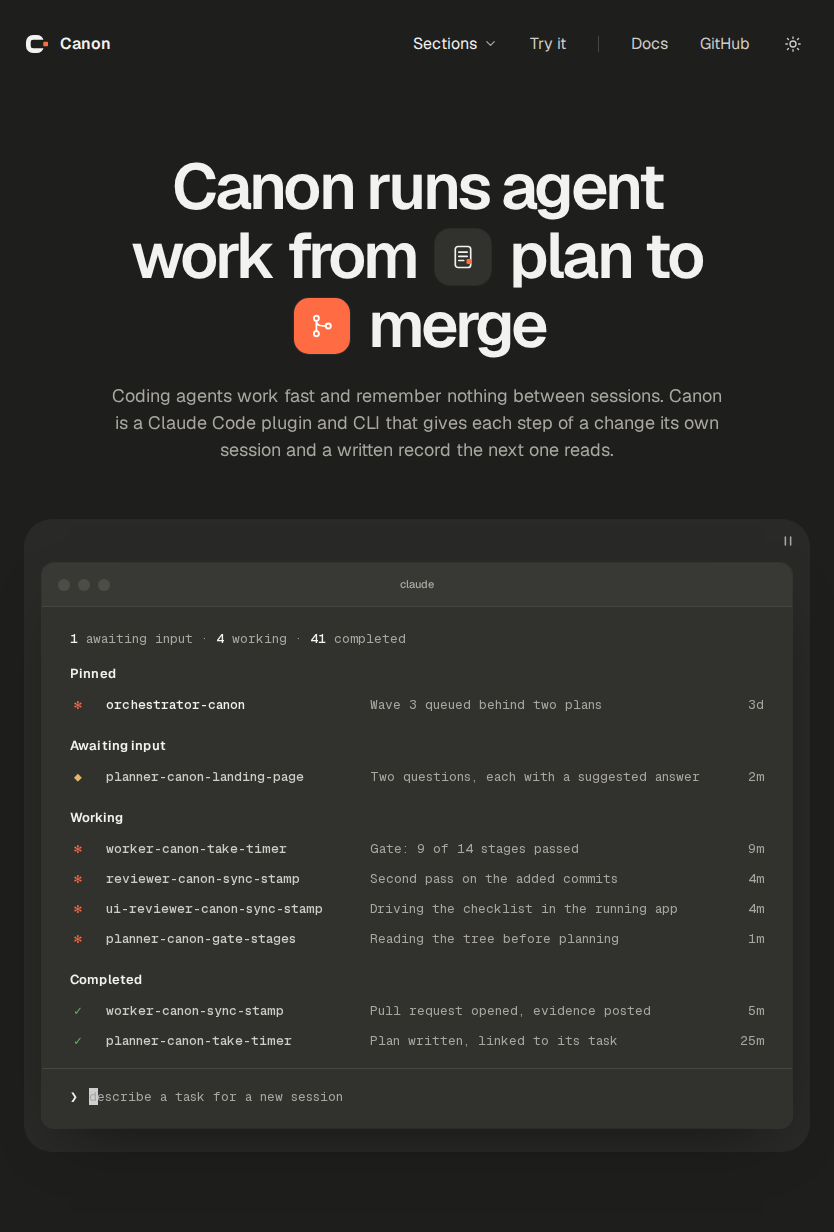 Canon
Sections
Try it
Docs
GitHub
Canon runs agent
work from plan to
merge
Coding agents work fast and remember nothing between sessions. Canon
is a Claude Code plugin and CLI that gives each step of a change its own
session and a written record the next one reads.
claude
1 awaiting input · 4 working · 41 completed
Pinned
✻ orchestrator-canon Wave 3 queued behind two plans 3d
Awaiting input
◆ planner-canon-landing-page Two questions, each with a suggested answer 2m
Working
✻ worker-canon-take-timer Gate: 9 of 14 stages passed 9m
✻ reviewer-canon-sync-stamp Second pass on the added commits 4m
✻ ui-reviewer-canon-sync-stamp Driving the checklist in the running app 4m
✻ planner-canon-gate-stages Reading the tree before planning 1m
Completed
✓ worker-canon-sync-stamp Pull request opened, evidence posted 5m
✓ planner-canon-take-timer Plan written, linked to its task 25m
❯ describe a task for a new session